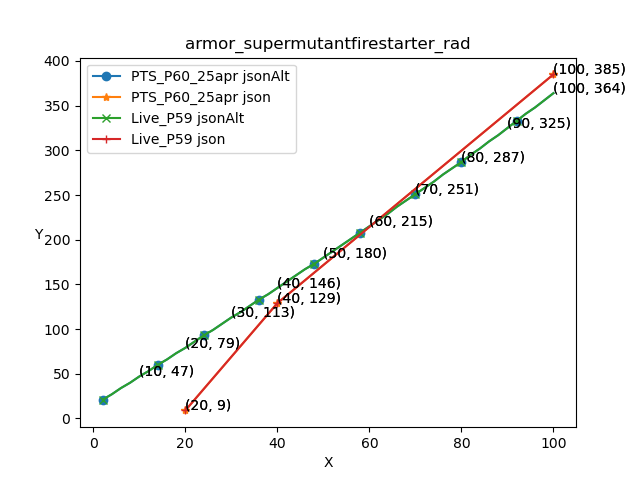 armor_supermutantfirestarter_rad
PTS_P60_25apr jsonAlt
PTS_P60_25apr json
Live_P59 jsonAlt
Live_P59 json
400
350
300
250
200
150
100
50
0
Y
(100, 385)
(100, 364)
(90, 325)
(80, 287)
(70, 251)
(60, 215)
(50, 180)
(40, 146)
(40, 129)
(30, 113)
(20, 79)
(10, 47)
(20, 9)
0 20 40 60 80 100
X